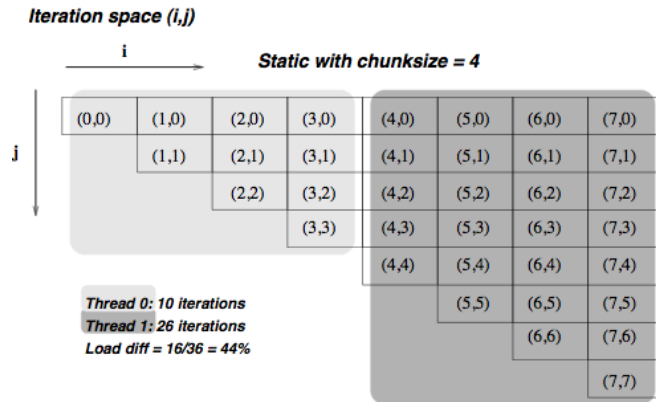 Iteration space (i,j)
i
Static with chunksize = 4
j
(0,0) (1,0) (2,0) (3,0) (4,0) (5,0) (6,0) (7,0)
(1,1) (2,1) (3,1) (4,1) (5,1) (6,1) (7,1)
(2,2) (3,2) (4,2) (5,2) (6,2) (7,2)
(3,3) (4,3) (5,3) (6,3) (7,3)
(4,4) (5,4) (6,4) (7,4)
(5,5) (6,5) (7,5)
(6,6) (7,6)
(7,7)
Thread 0: 10 iterations
Thread 1: 26 iterations
Load diff = 16/36 = 44%